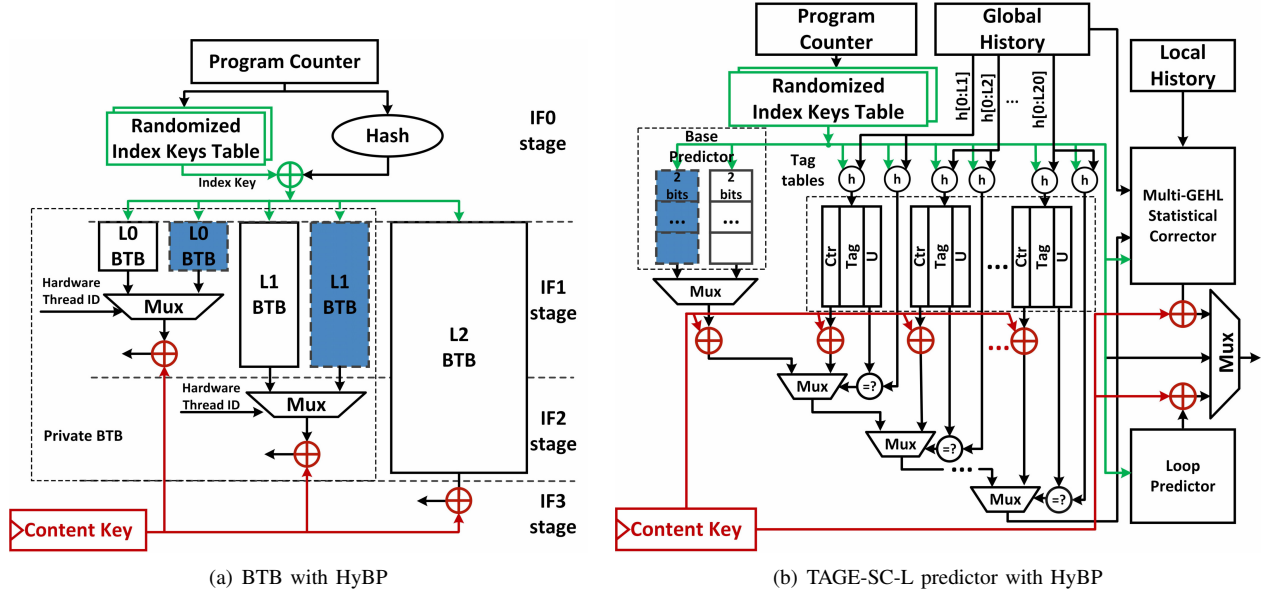 Program Counter
Randomized
Index Keys Table
Hash
IF0
stage
Index Key
L0
BTB
L0
BTB
L1
BTB
L1
BTB
L2
BTB
Hardware
Thread ID
Mux
IF1
stage
Hardware
Thread ID
Mux
IF2
stage
Private BTB
IF3
stage
Content Key
(a) BTB with HyBP
Program
Counter
Global
History
Local
History
Randomized
Index Keys Table
h[0:L1]
h[0:L2]
...
h[0:L20]
Base
Predictor
Tag
tables
h
h
h
h
h
h
2
bits
...
2
bits
...
Ctr
Tag
U
Ctr
Tag
U
...
Ctr
Tag
U
Multi-GEHL
Statistical
Corrector
Mux
...
Mux
=?
Mux
=?
...
Mux
=?
Mux
Loop
Predictor
Content Key
(b) TAGE-SC-L predictor with HyBP